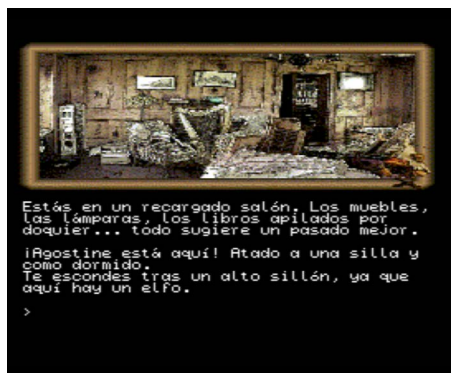 Estás en un recargado salón. Los muebles,
las lámparas, los libros apilados por
doquier... todo sugiere un pasado mejor.
¡Agostine está aquí! Atado a una silla y
como dormido.
Te escondes tras un alto sillón, ya que
aquí hay un elfo.
>